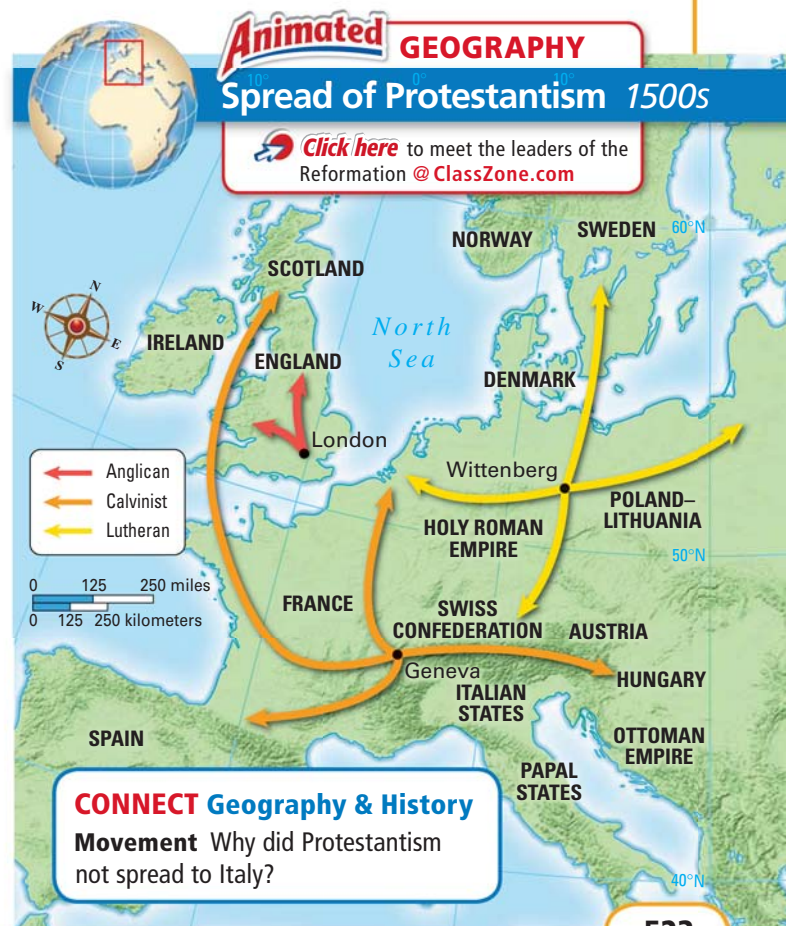 Animated GEOGRAPHY
10° 0° 10°
Spread of Protestantism 1500s
Click here to meet the leaders of the
Reformation @ ClassZone.com
NORWAY
SWEDEN
60°N
SCOTLAND
N
W
E
S
IRELAND
North
Sea
ENGLAND
DENMARK
London
Anglican
Calvinist
Lutheran
Wittenberg
POLAND–
LITHUANIA
HOLY ROMAN
EMPIRE
50°N
0 125 250 miles
0 125 250 kilometers
FRANCE
SWISS
CONFEDERATION
AUSTRIA
Geneva
HUNGARY
ITALIAN
STATES
SPAIN
OTTOMAN
EMPIRE
PAPAL
STATES
CONNECT Geography & History
Movement Why did Protestantism
not spread to Italy?
40°N